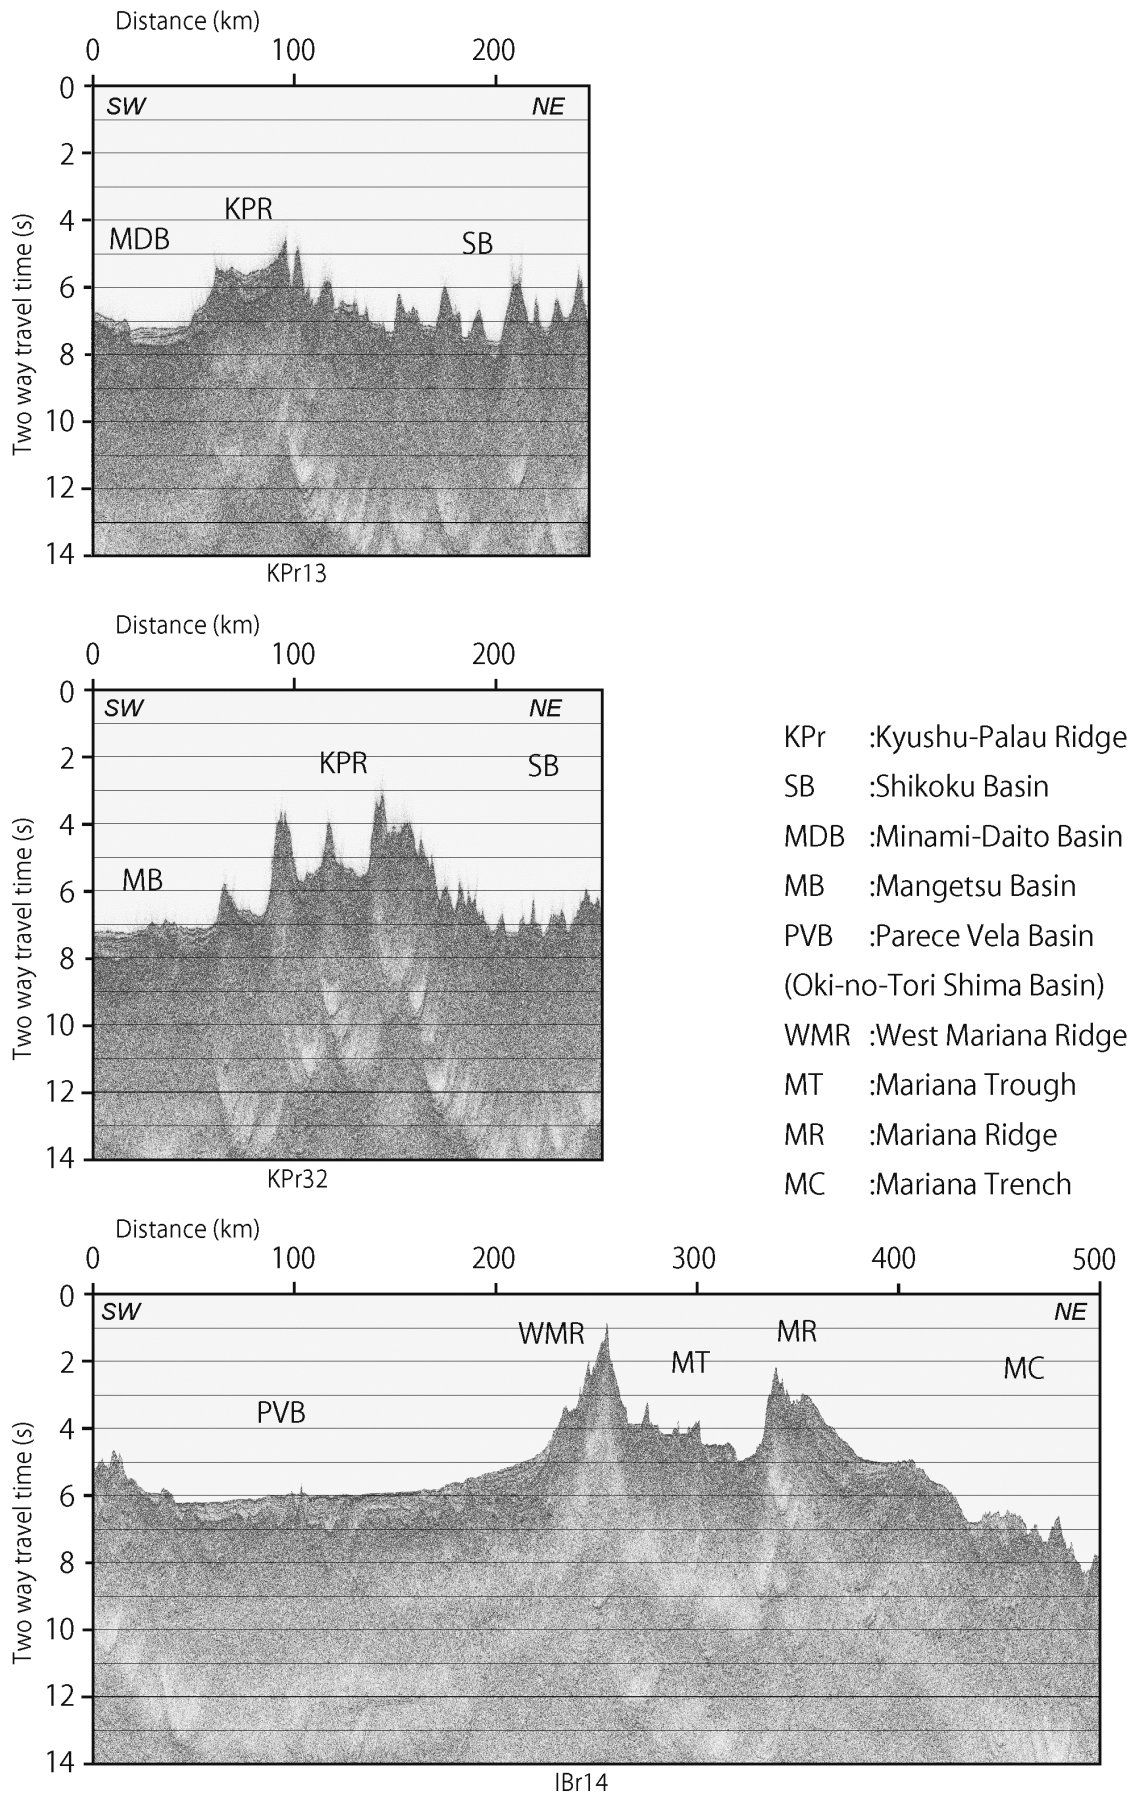 Distance (km)
0 100 200
0
SW NE
2
KPR
4
MDB SB
6
8
10
12
14
Two way travel time (s)
KPr13
Distance (km)
0 100 200
0
SW NE
2
KPR SB
4
MB
6
8
10
12
14
Two way travel time (s)
KPr32
KPr :Kyushu-Palau Ridge
SB :Shikoku Basin
MDB :Minami-Daito Basin
MB :Mangetsu Basin
PVB :Parece Vela Basin
(Oki-no-Tori Shima Basin)
WMR :West Mariana Ridge
MT :Mariana Trough
MR :Mariana Ridge
MC :Mariana Trench
Distance (km)
0 100 200 300 400 500
0
SW NE
WMR MR
2
MT MC
PVB
4
6
8
10
12
14
Two way travel time (s)
IBr14